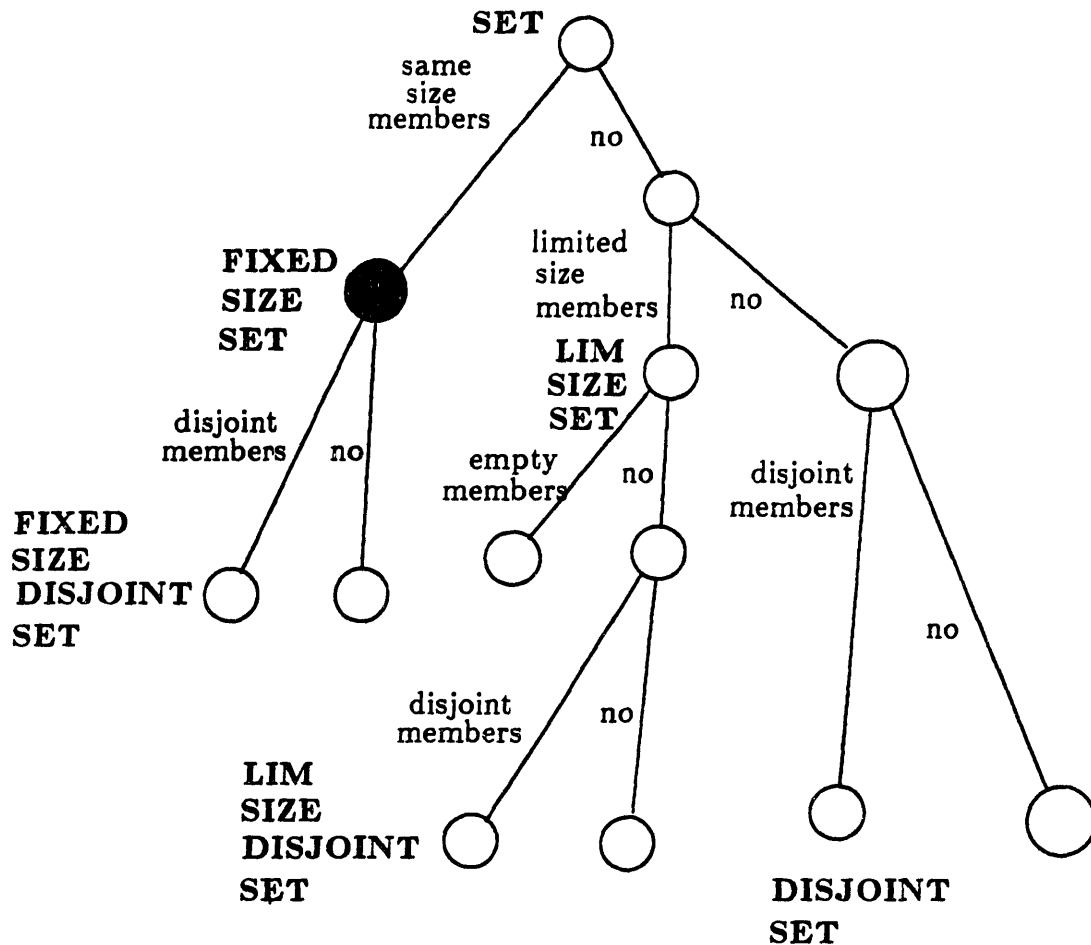 SET
same
size
members
no
FIXED
SIZE
SET
limited
size
members
no
LIM
SIZE
SET
disjoint
members
no
empty
members
no
disjoint
members
FIXED
SIZE
DISJOINT
SET
no
disjoint
members
no
LIM
SIZE
DISJOINT
SET
DISJOINT
SET